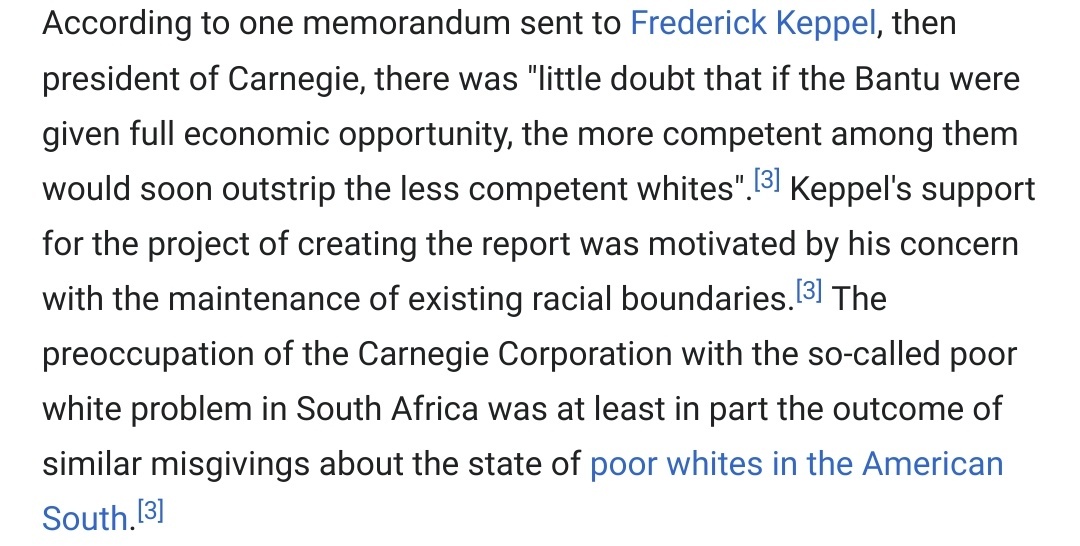 According to one memorandum sent to Frederick Keppel, then
president of Carnegie, there was "little doubt that if the Bantu were
given full economic opportunity, the more competent among them
would soon outstrip the less competent whites".[3] Keppel's support
for the project of creating the report was motivated by his concern
with the maintenance of existing racial boundaries.[3] The
preoccupation of the Carnegie Corporation with the so-called poor
white problem in South Africa was at least in part the outcome of
similar misgivings about the state of poor whites in the American
South.[3]